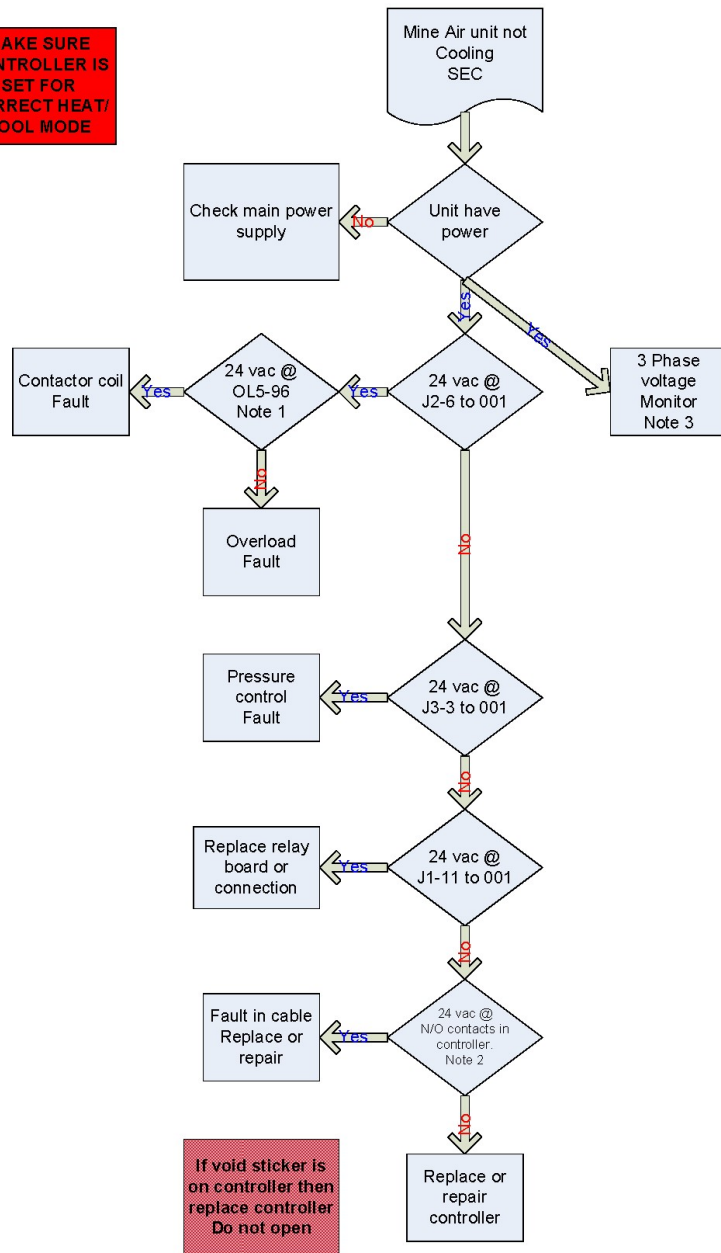 Mine Air unit not
Cooling
SEC
SURE
IS
SET FOR
HEAT/
MODE
Check main power
supply
No
Unit have
power
Yes
Yes
3 Phase
voltage
Monitor
Note 3
Contactor coil
Fault
Yes
24 vac @
OL5-96
Note 1
Yes
24 vac @
J2-6 to 001
No
Overload
Fault
No
Pressure
control
Fault
Yes
24 vac @
J3-3 to 001
No
Replace relay
board or
connection
Yes
24 vac @
J1-11 to 001
No
Fault in cable
Replace or
repair
Yes
24 vac @
N/O contacts in
controller.
Note 2
No
If void sticker is
on controller then
replace controller
Do not open
Replace or
repair
controller